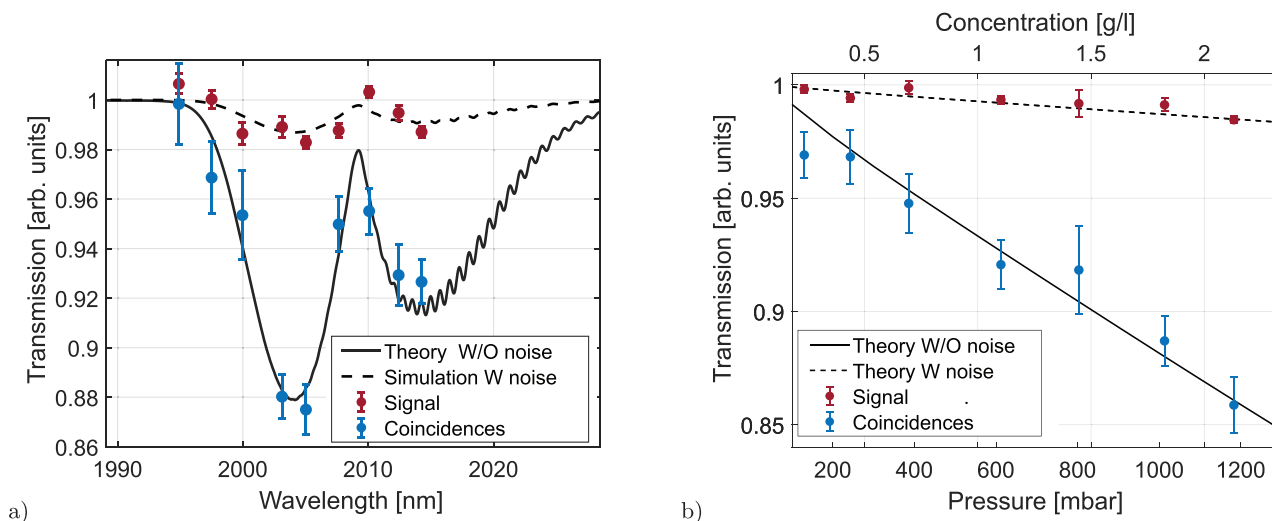 Transmission [arb. units]
1
0.98
0.96
0.94
0.92
0.9
0.88
0.86
1990
2000
2010
2020
Wavelength [nm]
Theory W/O noise
Simulation W noise
Signal
Coincidences
a)
Concentration [g/l]
0.5
1
1.5
2
Transmission [arb. units]
1
0.95
0.9
0.85
200
400
600
800
1000
1200
Pressure [mbar]
Theory W/O noise
Theory W noise
Signal
Coincidences
b)